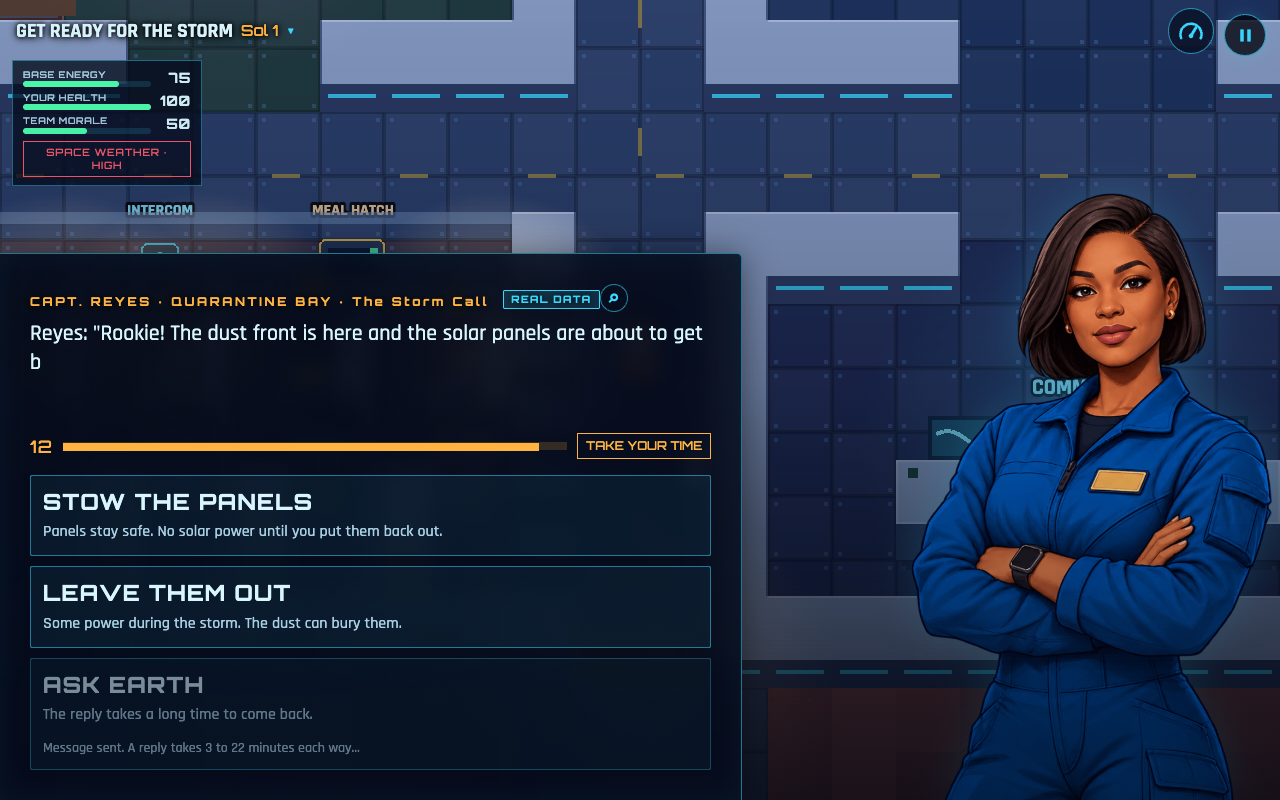 GET READY FOR THE STORM Sol 1 ▼
BASE ENERGY 75
YOUR HEALTH 100
TEAM MORALE 50
SPACE WEATHER ·
HIGH
INTERCOM
MEAL HATCH
CAPT. REYES · QUARANTINE BAY · The Storm Call REAL DATA
Reyes: "Rookie! The dust front is here and the solar panels are about to get
b
12 TAKE YOUR TIME
STOW THE PANELS
Panels stay safe. No solar power until you put them back out.
LEAVE THEM OUT
Some power during the storm. The dust can bury them.
ASK EARTH
The reply takes a long time to come back.
Message sent. A reply takes 3 to 22 minutes each way...